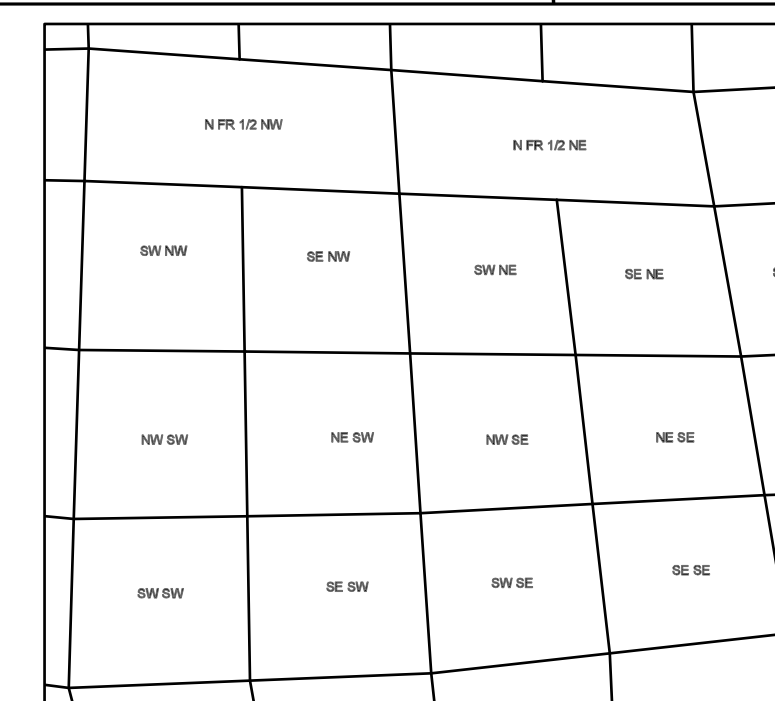 N FR 1/2 NW
N FR 1/2 NE
SW NW
SE NW
SW NE
SE NE
NW SW
NE SW
NW SE
NE SE
SW SW
SE SW
SW SE
SE SE